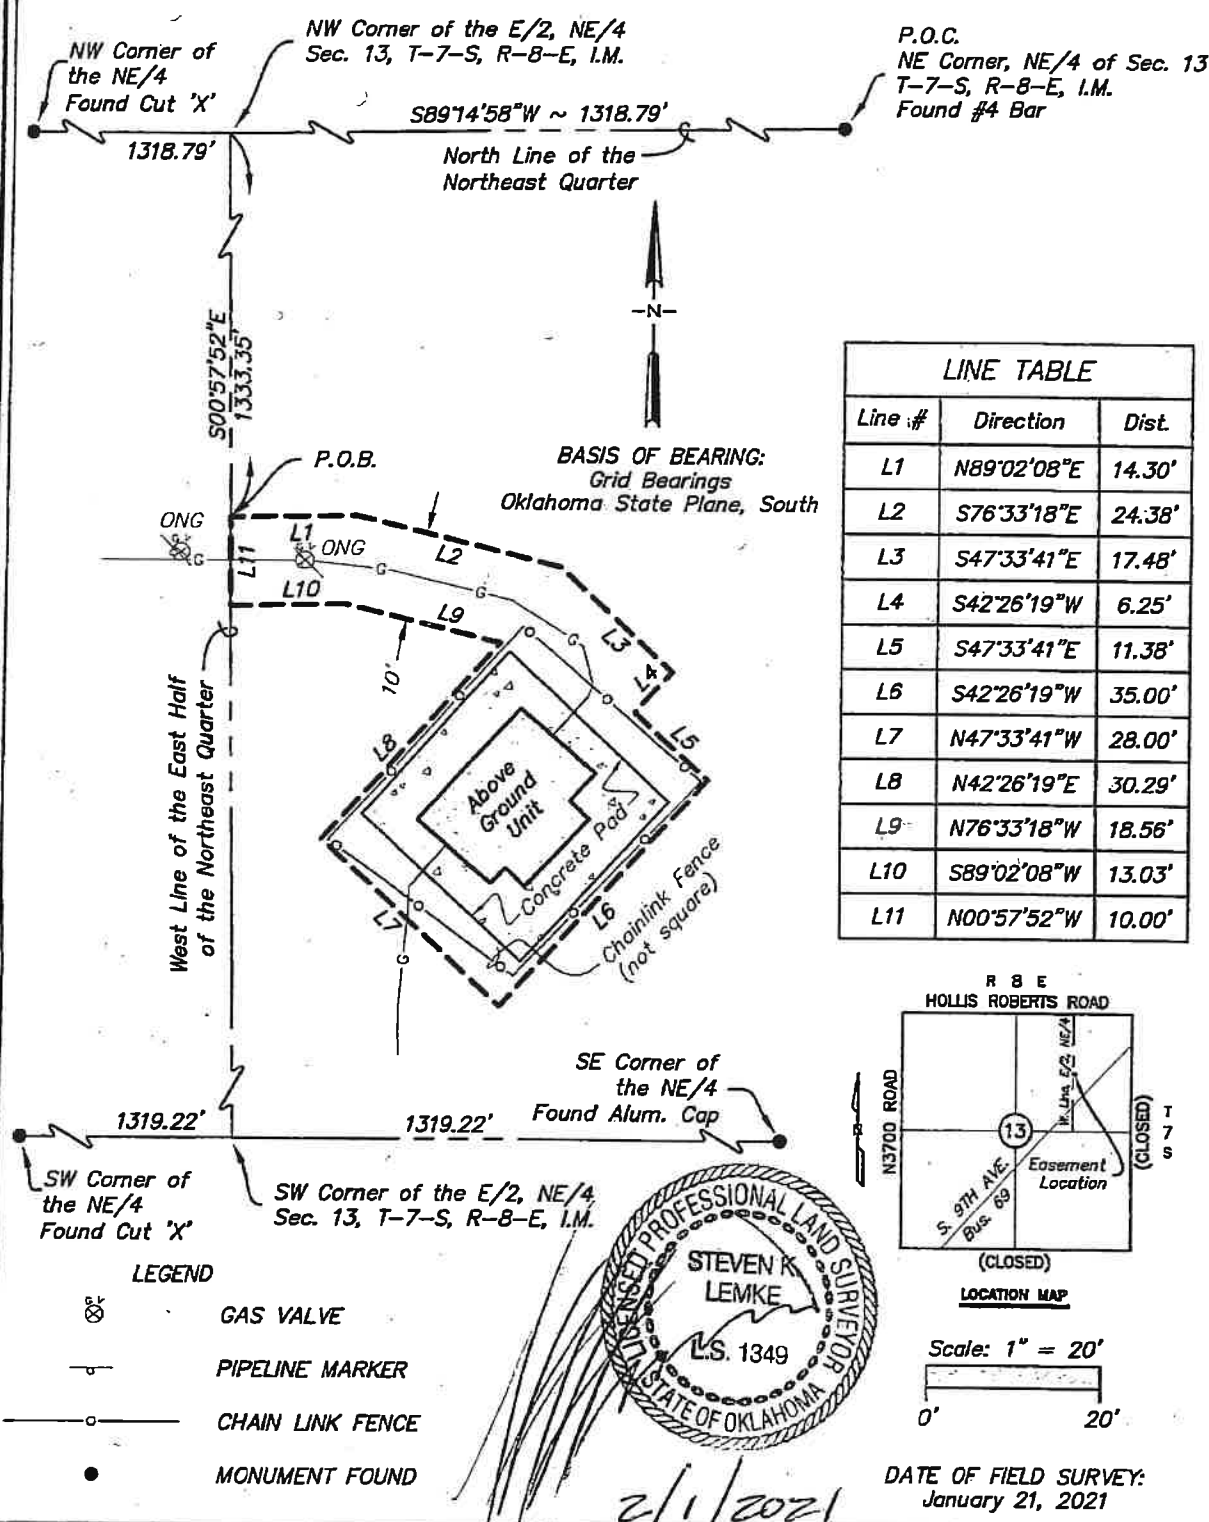 NW Corner of
the NE/4
Found Cut 'X'
NW Corner of the E/2, NE/4
Sec. 13, T-7-S, R-8-E, I.M.
P.O.C.
NE Corner, NE/4 of Sec. 13
T-7-S, R-8-E, I.M.
Found #4 Bar
S89°14'58"W ~ 1318.79'
1318.79'
North Line of the
Northeast Quarter
-N-
S00°57'52"E
1333.35'
P.O.B.
BASIS OF BEARING:
Grid Bearings
Oklahoma State Plane, South
ONG
ONG
G
G
G
G
G
L1
L2
L3
L4
L5
L6
L7
L8
L9
L10
L11
10'
Above
Ground
Unit
Concrete Pad
Chainlink Fence
(not square)
West Line of the East Half
of the Northeast Quarter
LINE TABLE
Line # Direction Dist.
L1 N89°02'08"E 14.30'
L2 S76°33'18"E 24.38'
L3 S47°33'41"E 17.48'
L4 S42°26'19"W 6.25'
L5 S47°33'41"E 11.38'
L6 S42°26'19"W 35.00'
L7 N47°33'41"W 28.00'
L8 N42°26'19"E 30.29'
L9 N76°33'18"W 18.56'
L10 S89°02'08"W 13.03'
L11 N00°57'52"W 10.00'
SE Corner of
the NE/4
Found Alum. Cap
1319.22'
1319.22'
SW Corner of
the NE/4
Found Cut 'X'
SW Corner of the E/2, NE/4
Sec. 13, T-7-S, R-8-E, I.M.
R 8 E
HOLLIS ROBERTS ROAD
N3700 ROAD
W. Line E/2, NE/4
13
Easement
Location
S. 9TH AVE.
Bus. 69
(CLOSED)
T
7
S
(CLOSED)
LOCATION MAP
LEGEND
GV
GAS VALVE
PIPELINE MARKER
CHAIN LINK FENCE
MONUMENT FOUND
LICENSED PROFESSIONAL LAND SURVEYOR
STEVEN K.
LEMKE
L.S. 1349
STATE OF OKLAHOMA
2/1/2021
Scale: 1" = 20'
0' 20'
DATE OF FIELD SURVEY:
January 21, 2021